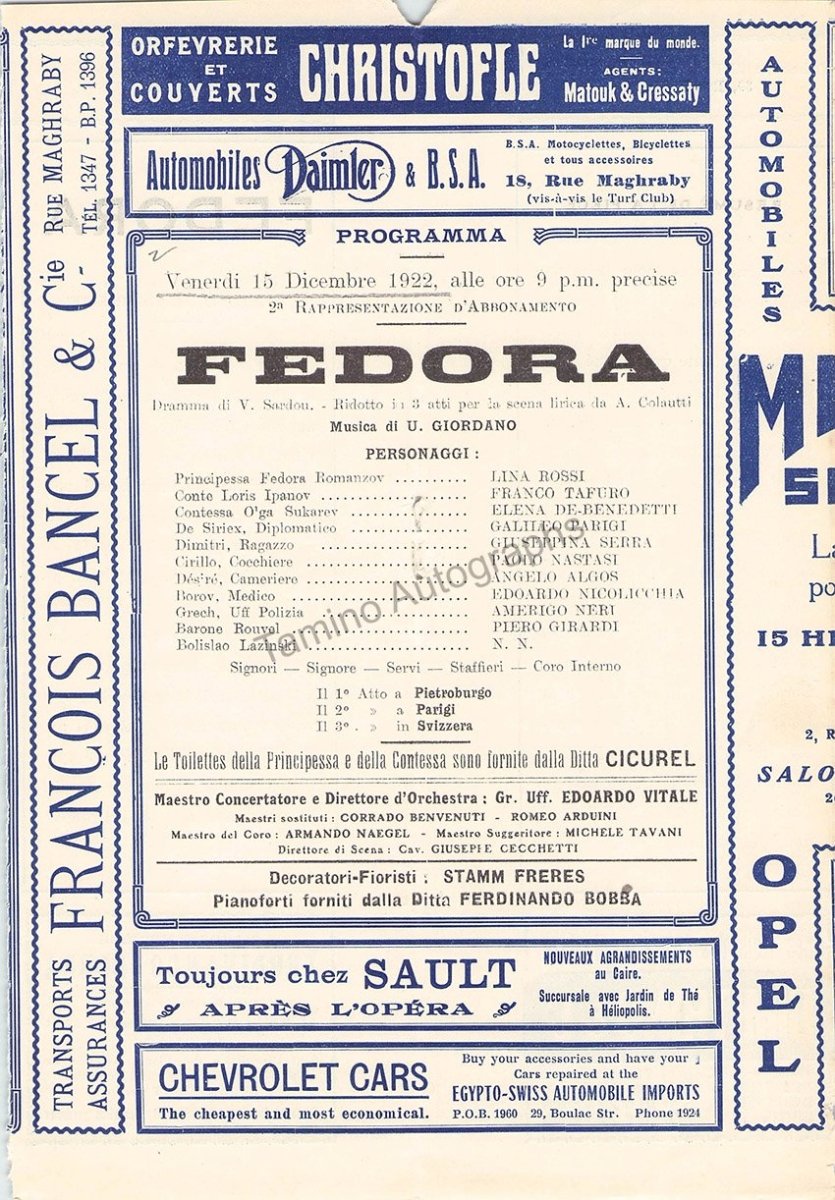 ORFEVRERIE
ET
COUVERTS
CHRISTOFLE
La 1re marque du monde.
AGENTS:
Matouk & Cressaty
Automobiles Daimler & B.S.A.
B.S.A. Motocyclettes, Bicyclettes
et tous accessoires
18, Rue Maghraby
(vis-à-vis le Turf Club)
TRANSPORTS
ASSURANCES
FRANCOIS BANCEL & Cie
RUE MAGHRABY
TÉL. 1347 - B.P. 1396
PROGRAMMA
Venerdi 15 Dicembre 1922, alle ore 9 p.m. precise
2a RAPPRESENTAZIONE D'ABBONAMENTO
FEDORA
Dramma di V. Sardou. - Ridotto in 3 atti per la scena lirica da A. Colautti
Musica di U. GIORDANO
PERSONAGGI :
Principessa Fedora Romanzov .......... LINA ROSSI
Conte Loris Ipanov .................. FRANCO TAFURO
Contessa O'ga Sukarev .............. ELENA DE-BENEDETTI
De Siriex, Diplomatico ................ GALILEO PARIGI
Dimitri, Ragazzo .................. GIUSEPPINA SERRA
Cirillo, Cocchiere .................... PAOLO NASTASI
Désiré, Cameriere .................... ANGELO ALGOS
Borov, Medico ...................... EDOARDO NICOLICCHIA
Grech, Uff Polizia .................... AMERIGO NERI
Barone Rouvel ...................... PIERO GIRARDI
Bolislao Lazinski .................... N. N.
Signori — Signore — Servi — Staffieri — Coro Interno
Il 1o Atto a Pietroburgo
Il 2o » a Parigi
Il 3o . » in Svizzera
Le Toilettes della Principessa e della Contessa sono fornite dalla Ditta CICUREL
Maestro Concertatore e Direttore d'Orchestra : Gr. Uff. EDOARDO VITALE
Maestri sostituti : CORRADO BENVENUTI - ROMEO ARDUINI
Maestro del Coro : ARMANDO NAEGEL - Maestro Suggeritore : MICHELE TAVANI
Direttore di Scena : Cav. GIUSEPIE CECCHETTI
Decoratori-Fioristi : STAMM FRERES
Pianoforti forniti dalla Ditta FERDINANDO BOBBA
Tamino Autographs
Toujours chez SAULT
APRÈS L'OPÉRA
NOUVEAUX AGRANDISSEMENTS
au Caire.
Succursale avec Jardin de Thé
à Héliopolis.
CHEVROLET CARS
The cheapest and most economical.
Buy your accessories and have your
Cars repaired at the
EGYPTO-SWISS AUTOMOBILE IMPORTS
P.O.B. 1960 29, Boulac Str. Phone 1924
AUTOMOBILES
OPEL
La
po
15 H
2, R
SALO